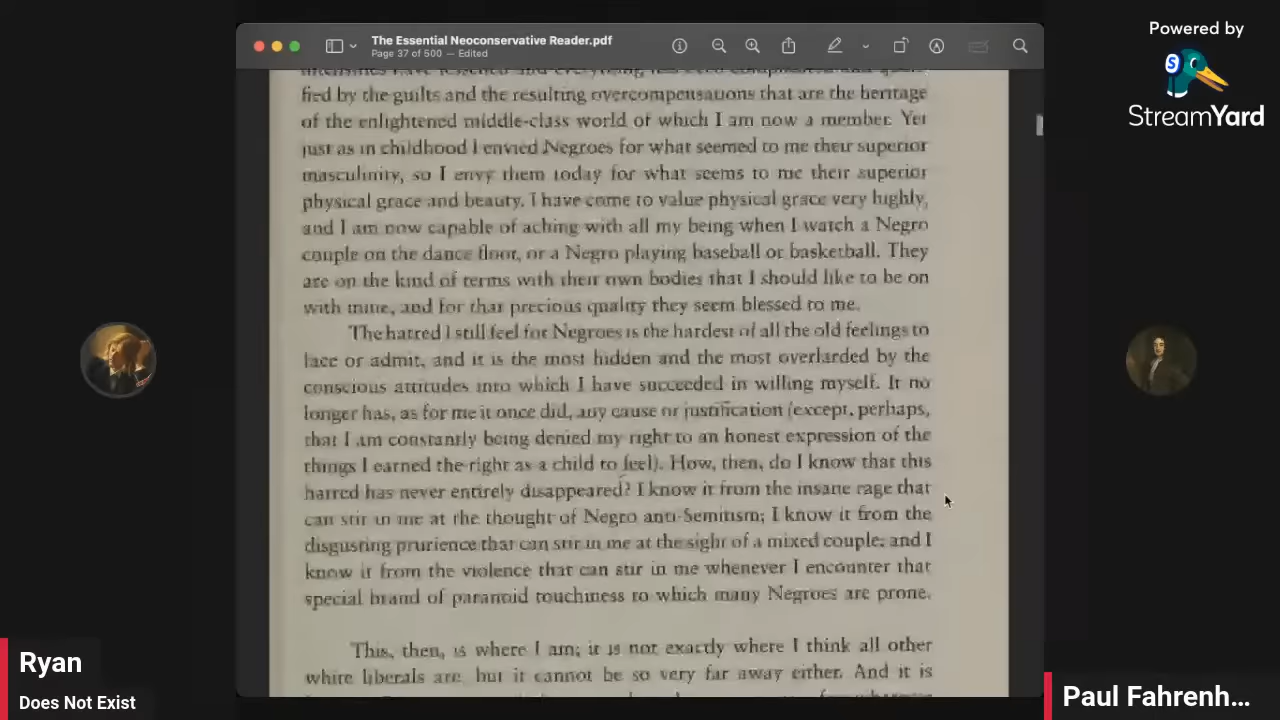 Powered by
StreamYard
The Essential Neoconservative Reader.pdf
Page 37 of 500 — Edited
fied by the guilts and the resulting overcompensations that are the heritage
of the enlightened middle-class world of which I am now a member. Yet
just as in childhood I envied Negroes for what seemed to me their superior
masculinity, so I envy them today for what seems to me their superior
physical grace and beauty. I have come to value physical grace very highly,
and I am now capable of aching with all my being when I watch a Negro
couple on the dance floor, or a Negro playing baseball or basketball. They
are on the kind of terms with their own bodies that I should like to be on
with mine, and for that precious quality they seem blessed to me.
The hatred I still feel for Negroes is the hardest of all the old feelings to
face or admit, and it is the most hidden and the most overlarded by the
conscious attitudes into which I have succeeded in willing myself. It no
longer has, as for me it once did, any cause or justification (except, perhaps,
that I am constantly being denied my right to an honest expression of the
things I earned the right as a child to feel). How, then, do I know that this
hatred has never entirely disappeared? I know it from the insane rage that
can stir in me at the thought of Negro anti-Semitism; I know it from the
disgusting prurience that can stir in me at the sight of a mixed couple; and I
know it from the violence that can stir in me whenever I encounter that
special brand of paranoid touchiness to which many Negroes are prone.
This, then, is where I am; it is not exactly where I think all other
white liberals are, but it cannot be so very far away either. And it is
Ryan
Does Not Exist
Paul Fahrenh...